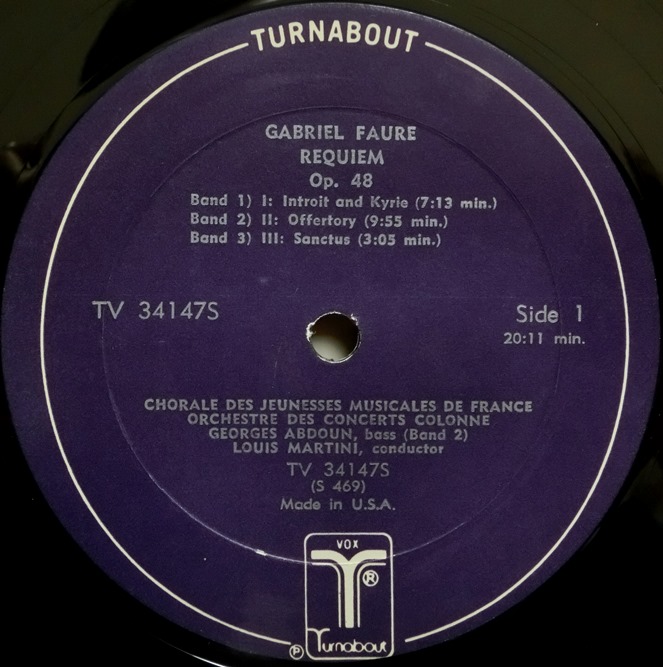 TURNABOUT
GABRIEL FAURE
REQUIEM
Op. 48
Band 1) I: Introit and Kyrie (7:13 min.)
Band 2) II: Offertory (9:55 min.)
Band 3) III: Sanctus (3:05 min.)
TV 34147S
Side 1
20:11 min.
CHORALE DES JEUNESSES MUSICALES DE FRANCE
ORCHESTRE DES CONCERTS COLONNE
GEORGES ABDOUN, bass (Band 2)
LOUIS MARTINI, conductor
TV 34147S
(S 469)
Made in U.S.A.
VOX
T®
℗ Turnabout